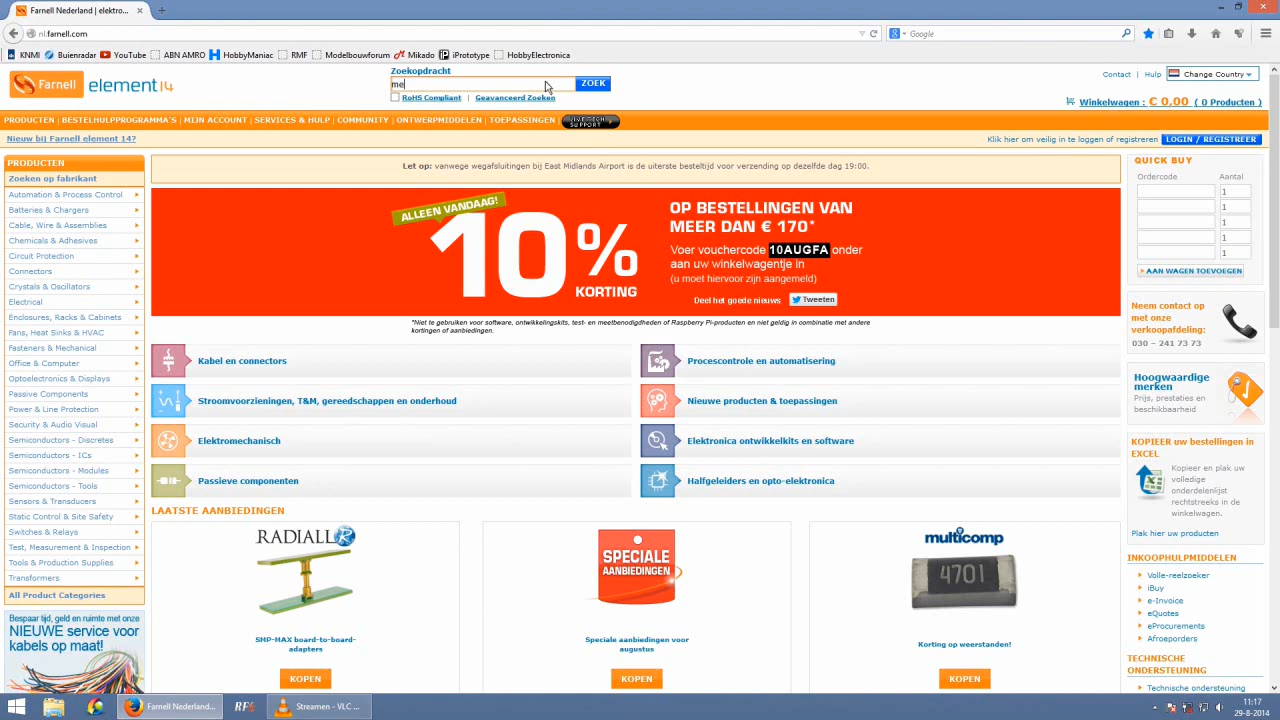 Farnell Nederland | elektro...
nl.farnell.com
Google
KNMI
Buienradar
YouTube
ABN AMRO
HobbyManiac
RMF
Modelbouwforum
Mikado
iPrototype
HobbyElectronica
Farnell
element14
Zoekopdracht
me
ZOEK
RoHS Compliant | Geavanceerd Zoeken
Contact | Help
Change Country
Winkelwagen : € 0,00 ( 0 Producten )
PRODUCTEN | BESTELHULPPROGRAMMA'S | MIJN ACCOUNT | SERVICES & HULP | COMMUNITY | ONTWERPMIDDELEN | TOEPASSINGEN
LIVE TECH SUPPORT
Nieuw bij Farnell element 14?
Klik hier om veilig in te loggen of registreren
LOGIN / REGISTREER
PRODUCTEN
Zoeken op fabrikant
Automation & Process Control
Batteries & Chargers
Cable, Wire & Assemblies
Chemicals & Adhesives
Circuit Protection
Connectors
Crystals & Oscillators
Electrical
Enclosures, Racks & Cabinets
Fans, Heat Sinks & HVAC
Fasteners & Mechanical
Office & Computer
Optoelectronics & Displays
Passive Components
Power & Line Protection
Security & Audio Visual
Semiconductors - Discretes
Semiconductors - ICs
Semiconductors - Modules
Semiconductors - Tools
Sensors & Transducers
Static Control & Site Safety
Switches & Relays
Test, Measurement & Inspection
Tools & Production Supplies
Transformers
All Product Categories
Bespaar tijd, geld en ruimte met onze
NIEUWE service voor
kabels op maat!
Let op: vanwege wegafsluitingen bij East Midlands Airport is de uiterste besteltijd voor verzending op dezelfde dag 19:00.
ALLEEN VANDAAG!
10%
KORTING
OP BESTELLINGEN VAN
MEER DAN € 170*
Voer vouchercode 10AUGFA onder
aan uw winkelwagentje in
(u moet hiervoor zijn aangemeld)
Deel het goede nieuws
Tweeten
*Niet te gebruiken voor software, ontwikkelingskits, test- en meetbenodigdheden of Raspberry Pi-producten en niet geldig in combinatie met andere
kortingen of aanbiedingen.
Kabel en connectors
Procescontrole en automatisering
Stroomvoorzieningen, T&M, gereedschappen en onderhoud
Nieuwe producten & toepassingen
Elektromechanisch
Elektronica ontwikkelkits en software
Passieve componenten
Halfgeleiders en opto-elektronica
LAATSTE AANBIEDINGEN
RADIALL
SMP-MAX board-to-board-
adapters
KOPEN
SPECIALE
AANBIEDINGEN
Speciale aanbiedingen voor
augustus
KOPEN
multicomp
4701
Korting op weerstanden!
KOPEN
QUICK BUY
Ordercode Aantal
1
1
1
1
1
AAN WAGEN TOEVOEGEN
Neem contact op
met onze
verkoopafdeling:
030 – 241 73 73
Hoogwaardige
merken
Prijs, prestaties en
beschikbaarheid
KOPIEER uw bestellingen in
EXCEL
Kopieer en plak uw
volledige
onderdelenlijst
rechtstreeks in de
winkelwagen.
Plak hier uw producten
INKOOPHULPMIDDELEN
Volle-reelzoeker
iBuy
e-Invoice
eQuotes
eProcurements
Afroeporders
TECHNISCHE
ONDERSTEUNING
Technische ondersteuning
Farnell Nederland...
Streamen - VLC ...
11:17
29-8-2014